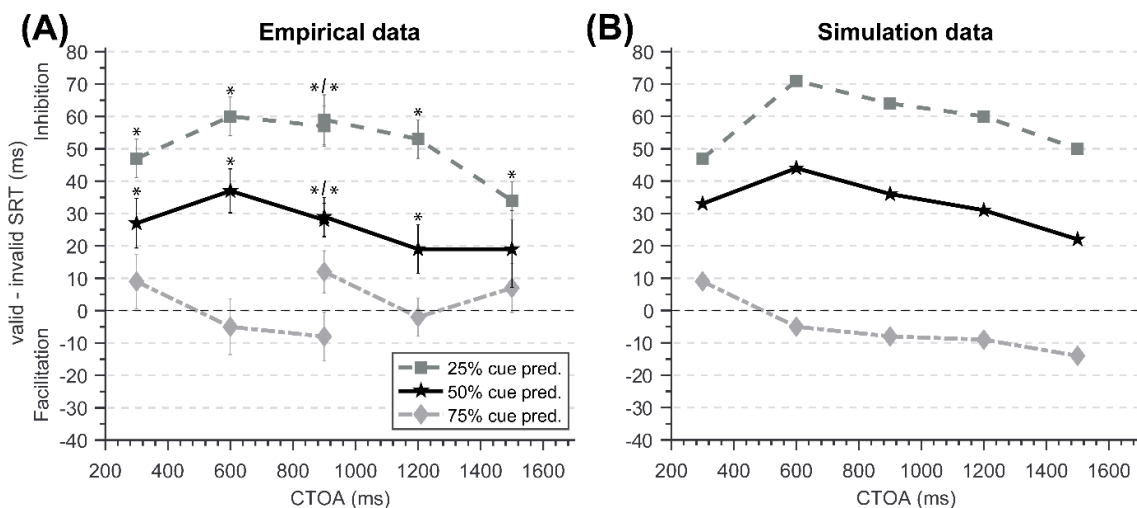 (A)
Empirical data
valid - invalid SRT (ms)
Facilitation
Inhibition
80
70
60
50
40
30
20
10
0
-10
-20
-30
-40
*
*
*
*
*/*
*/*
*
*
*
25% cue pred.
50% cue pred.
75% cue pred.
200 400 600 800 1000 1200 1400 1600
CTOA (ms)
(B)
Simulation data
80
70
60
50
40
30
20
10
0
-10
-20
-30
-40
200 400 600 800 1000 1200 1400 1600
CTOA (ms)